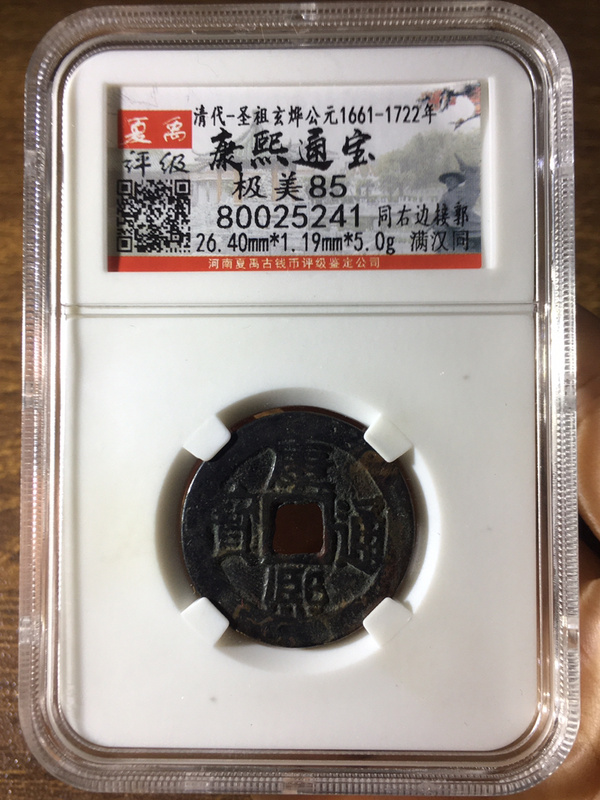 清代-圣祖玄烨公元1661-1722年
夏禹
评级
康熙通宝
极美85
80025241 同右边接郭
26.40mm*1.19mm*5.0g 满汉同
河南夏禹古钱币评级鉴定公司
康熙通寶